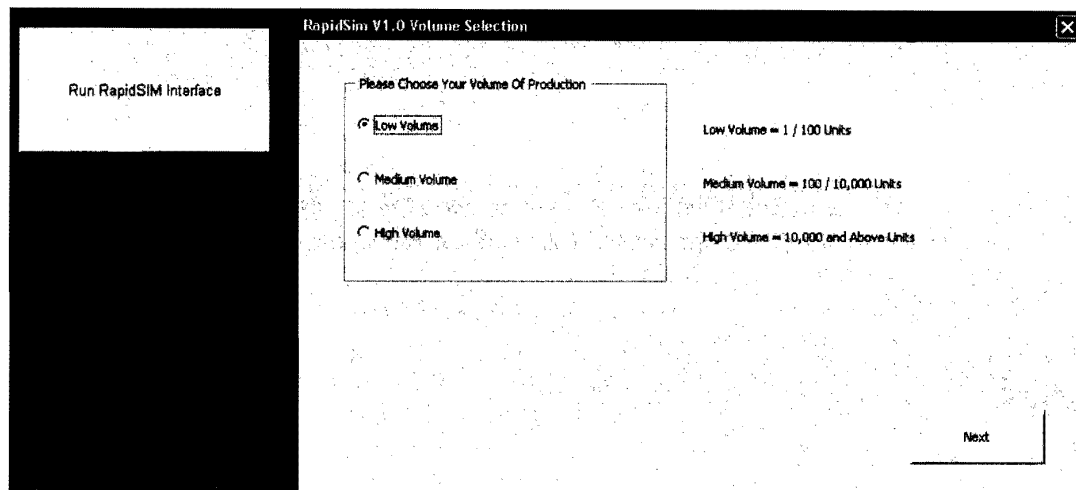 RapidSim V1.0 Volume Selection
Run RapidSIM Interface
Please Choose Your Volume Of Production
Low Volume
Low Volume = 1 / 100 Units
Medium Volume
Medium Volume = 100 / 10,000 Units
High Volume
High Volume = 10,000 and Above Units
Next